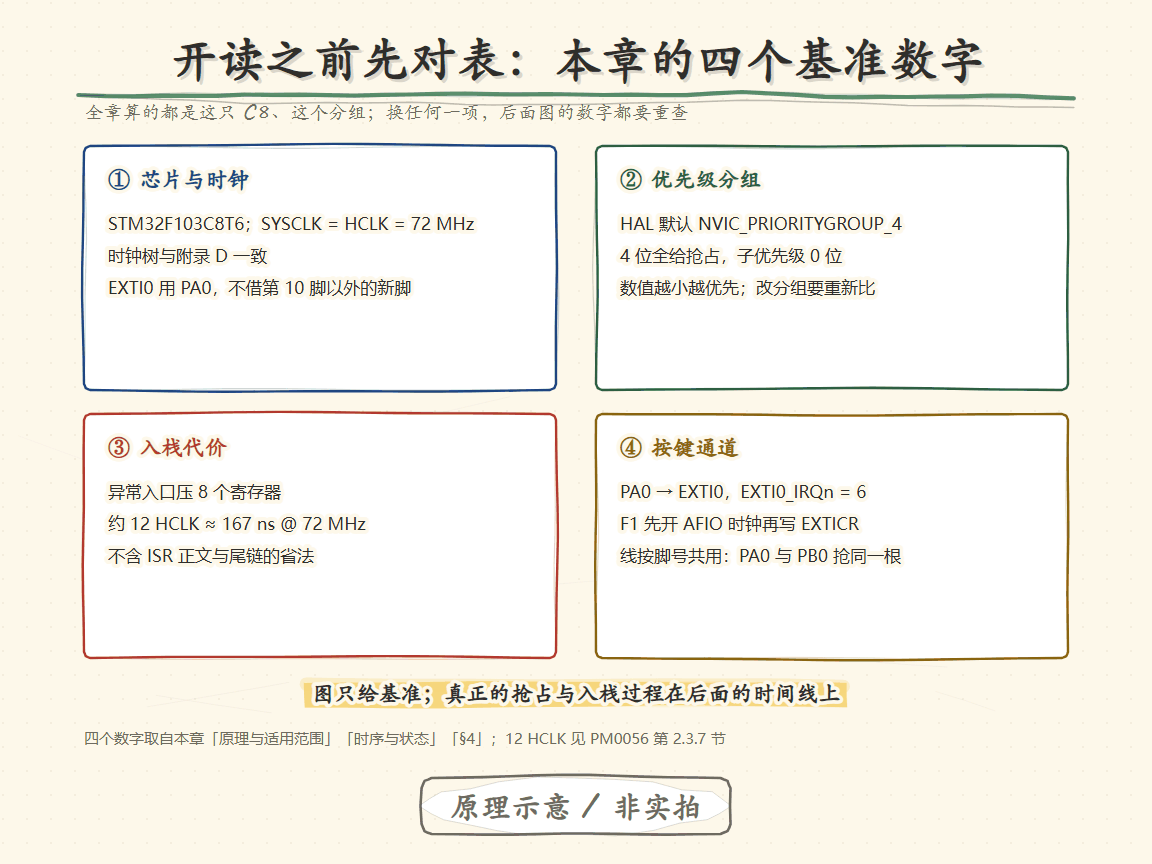 开读之前先对表：本章的四个基准数字
全章算的都是这只 C8、这个分组；换任何一项，后面图的数字都要重查
① 芯片与时钟
STM32F103C8T6；SYSCLK = HCLK = 72 MHz
时钟树与附录 D 一致
EXTI0 用 PA0，不借第 10 脚以外的新脚
② 优先级分组
HAL 默认 NVIC_PRIORITYGROUP_4
4 位全给抢占，子优先级 0 位
数值越小越优先；改分组要重新比
③ 入栈代价
异常入口压 8 个寄存器
约 12 HCLK ≈ 167 ns @ 72 MHz
不含 ISR 正文与尾链的省法
④ 按键通道
PA0 → EXTI0，EXTI0_IRQn = 6
F1 先开 AFIO 时钟再写 EXTICR
线按脚号共用：PA0 与 PB0 抢同一根
图只给基准；真正的抢占与入栈过程在后面的时间线上
四个数字取自本章「原理与适用范围」「时序与状态」「§4」；12 HCLK 见 PM0056 第 2.3.7 节
原理示意 / 非实拍